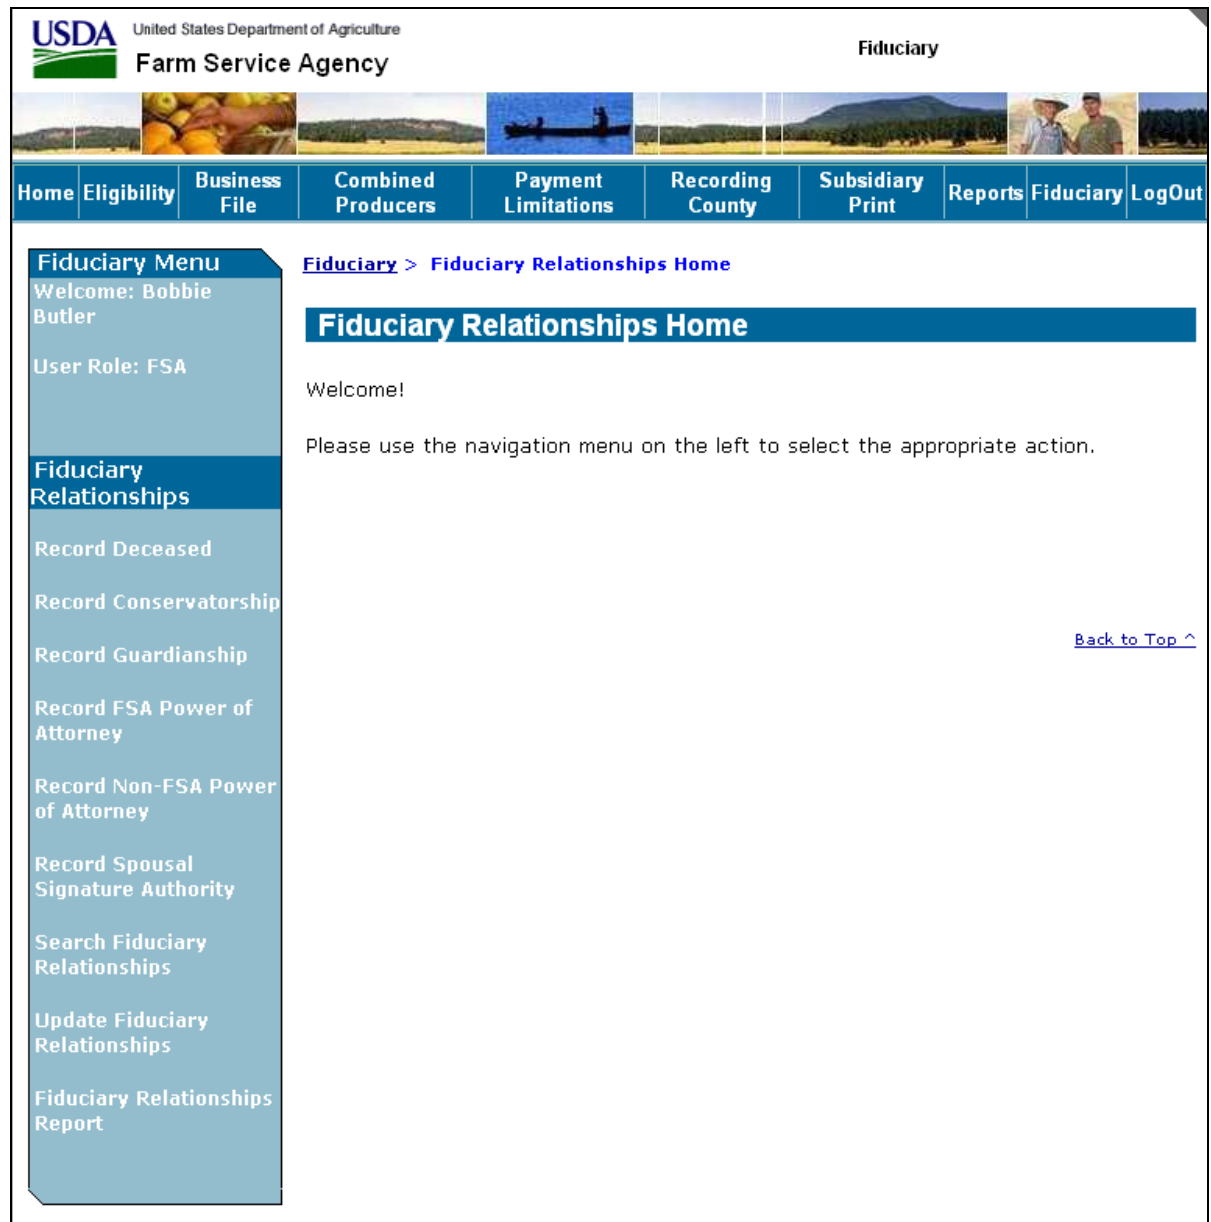 USDA
United States Department of Agriculture
Farm Service Agency
Fiduciary
Home
Eligibility
Business
File
Combined
Producers
Payment
Limitations
Recording
County
Subsidiary
Print
Reports
Fiduciary
LogOut
Fiduciary Menu
Welcome: Bobbie
Butler
User Role: FSA
Fiduciary
Relationships
Record Deceased
Record Conservatorship
Record Guardianship
Record FSA Power of
Attorney
Record Non-FSA Power
of Attorney
Record Spousal
Signature Authority
Search Fiduciary
Relationships
Update Fiduciary
Relationships
Fiduciary Relationships
Report
Fiduciary > Fiduciary Relationships Home
Fiduciary Relationships Home
Welcome!
Please use the navigation menu on the left to select the appropriate action.
Back to Top ^